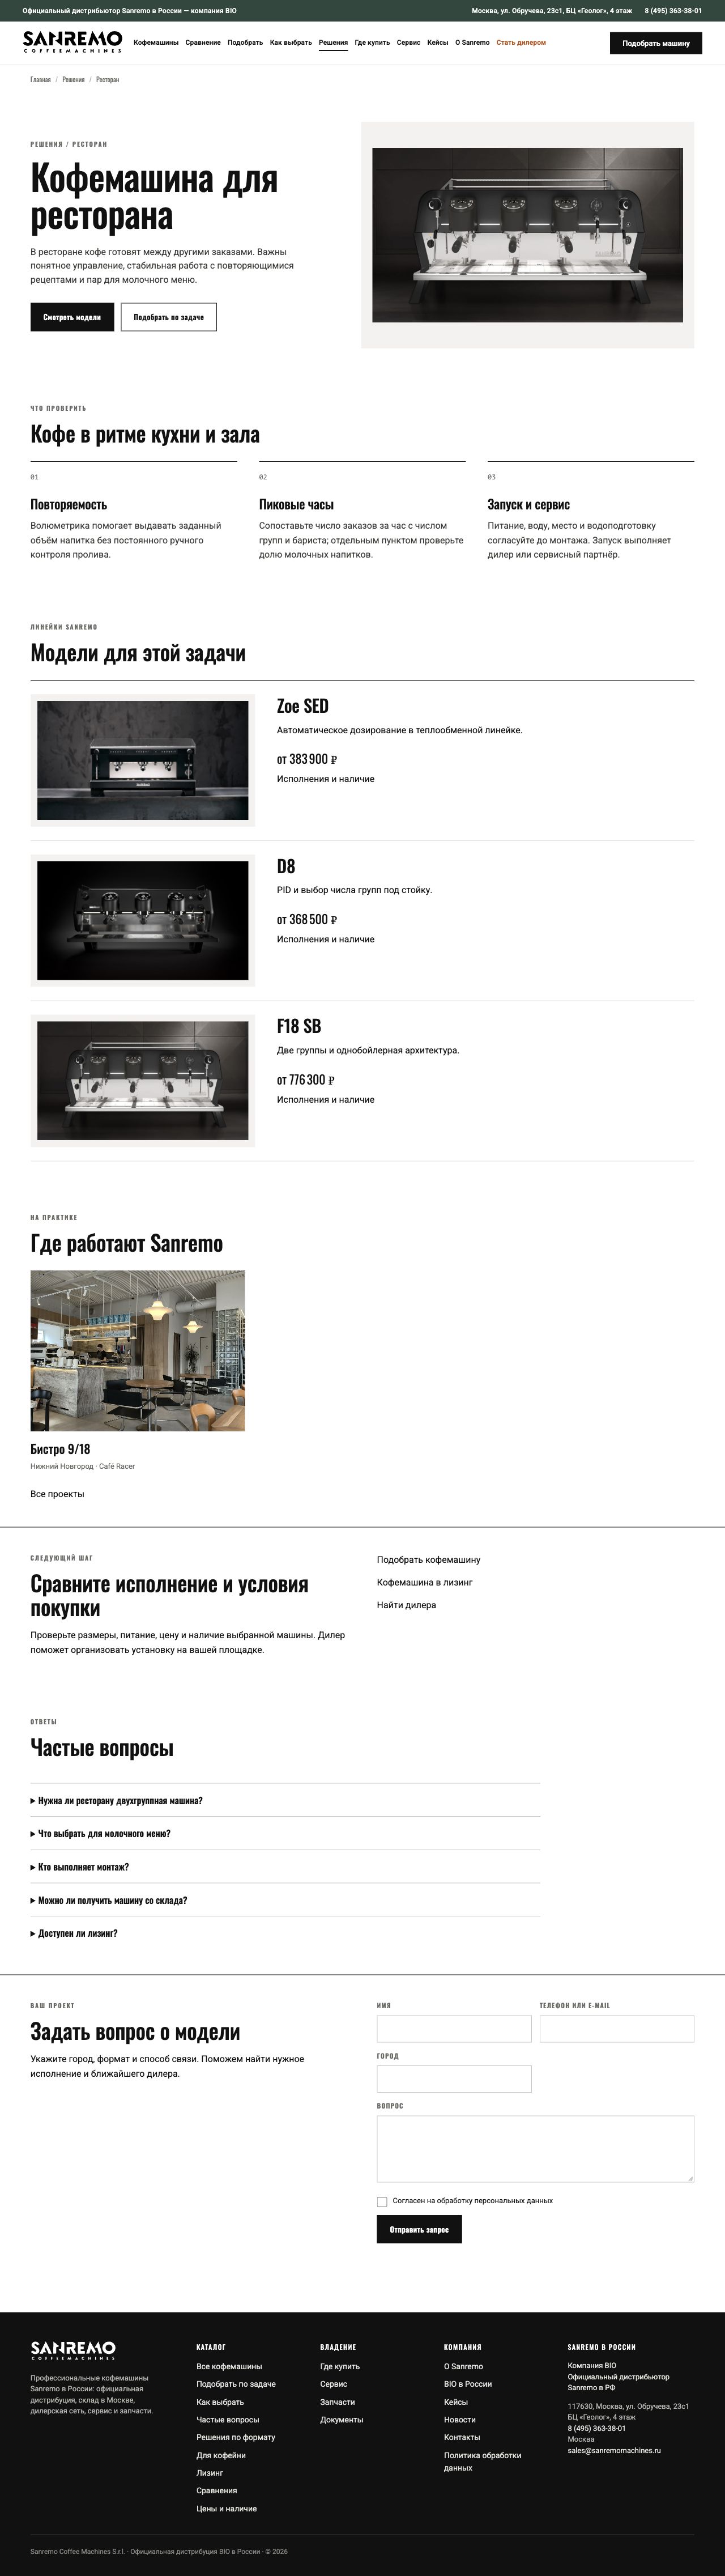 Официальный дистрибьютор Sanremo в России — компания BIO
Москва, ул. Обручева, 23с1, БЦ «Геолог», 4 этаж
8 (495) 363-38-01
SANREMO
COFFEE MACHINES
Кофемашины
Сравнение
Подобрать
Как выбрать
Решения
Где купить
Сервис
Кейсы
О Sanremo
Стать дилером
Подобрать машину
Главная / Решения / Ресторан
РЕШЕНИЯ / РЕСТОРАН
Кофемашина для
ресторана
В ресторане кофе готовят между другими заказами. Важны
понятное управление, стабильная работа с повторяющимися
рецептами и пар для молочного меню.
Смотреть модели
Подобрать по задаче
ЧТО ПРОВЕРИТЬ
Кофе в ритме кухни и зала
01
Повторяемость
Волюметрика помогает выдавать заданный
объём напитка без постоянного ручного
контроля пролива.
02
Пиковые часы
Сопоставьте число заказов за час с числом
групп и бариста; отдельным пунктом проверьте
долю молочных напитков.
03
Запуск и сервис
Питание, воду, место и водоподготовку
согласуйте до монтажа. Запуск выполняет
дилер или сервисный партнёр.
ЛИНЕЙКИ SANREMO
Модели для этой задачи
Zoe SED
Автоматическое дозирование в теплообменной линейке.
от 383 900 ₽
Исполнения и наличие
D8
PID и выбор числа групп под стойку.
от 368 500 ₽
Исполнения и наличие
F18 SB
Две группы и однобойлерная архитектура.
от 776 300 ₽
Исполнения и наличие
НА ПРАКТИКЕ
Где работают Sanremo
Бистро 9/18
Нижний Новгород · Café Racer
Все проекты
СЛЕДУЮЩИЙ ШАГ
Сравните исполнение и условия
покупки
Проверьте размеры, питание, цену и наличие выбранной машины. Дилер
поможет организовать установку на вашей площадке.
Подобрать кофемашину
Кофемашина в лизинг
Найти дилера
ОТВЕТЫ
Частые вопросы
Нужна ли ресторану двухгруппная машина?
Что выбрать для молочного меню?
Кто выполняет монтаж?
Можно ли получить машину со склада?
Доступен ли лизинг?
ВАШ ПРОЕКТ
Задать вопрос о модели
Укажите город, формат и способ связи. Поможем найти нужное
исполнение и ближайшего дилера.
ИМЯ
ТЕЛЕФОН ИЛИ E-MAIL
ГОРОД
ВОПРОС
Согласен на обработку персональных данных
Отправить запрос
SANREMO
COFFEE MACHINES
Профессиональные кофемашины
Sanremo в России: официальная
дистрибуция, склад в Москве,
дилерская сеть, сервис и запчасти.
КАТАЛОГ
Все кофемашины
Подобрать по задаче
Как выбрать
Частые вопросы
Решения по формату
Для кофейни
Лизинг
Сравнения
Цены и наличие
ВЛАДЕНИЕ
Где купить
Сервис
Запчасти
Документы
КОМПАНИЯ
О Sanremo
BIO в России
Кейсы
Новости
Контакты
Политика обработки
данных
SANREMO В РОССИИ
Компания BIO
Официальный дистрибьютор
Sanremo в РФ
117630, Москва, ул. Обручева, 23с1
БЦ «Геолог», 4 этаж
8 (495) 363-38-01
Москва
sales@sanremomachines.ru
Sanremo Coffee Machines S.r.l. · Официальная дистрибуция BIO в России · © 2026